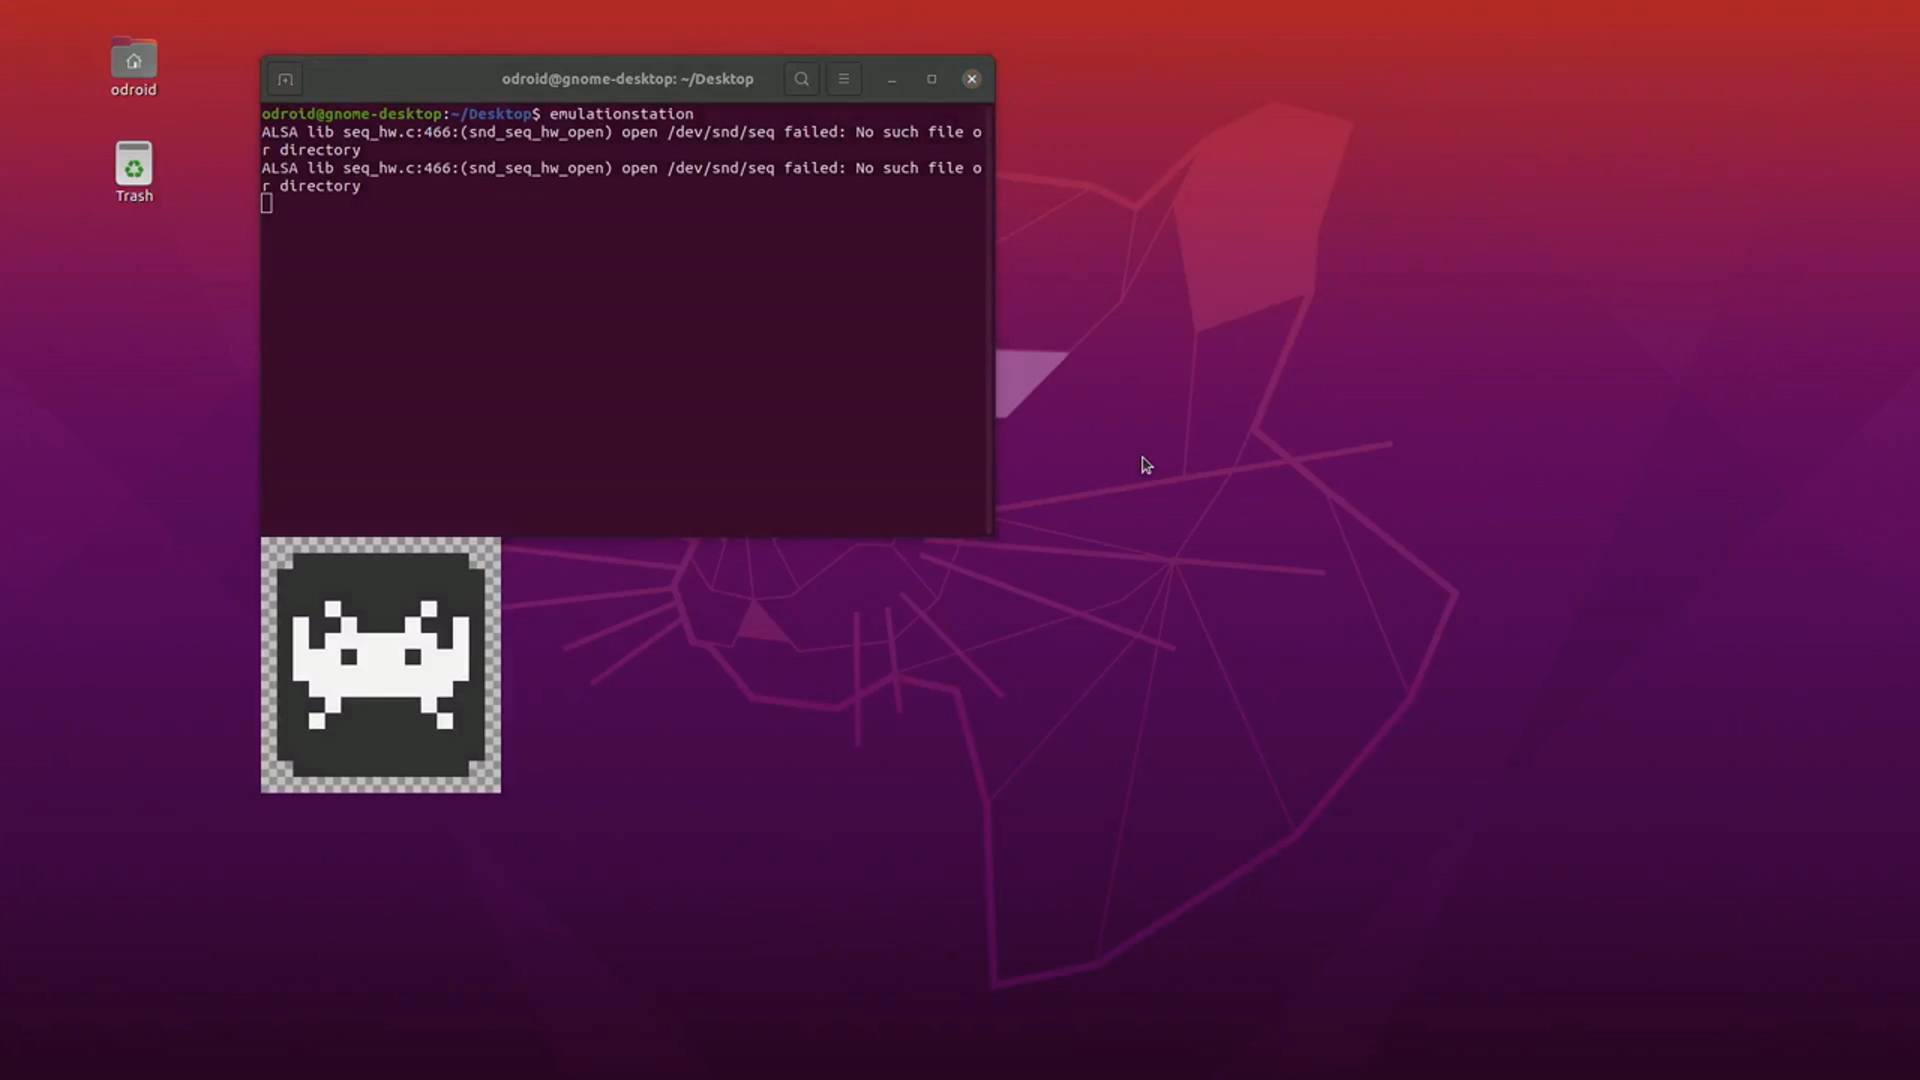 odroid
Trash
odroid@gnome-desktop: ~/Desktop
odroid@gnome-desktop:~/Desktop$ emulationstation
ALSA lib seq_hw.c:466:(snd_seq_hw_open) open /dev/snd/seq failed: No such file o
r directory
ALSA lib seq_hw.c:466:(snd_seq_hw_open) open /dev/snd/seq failed: No such file o
r directory